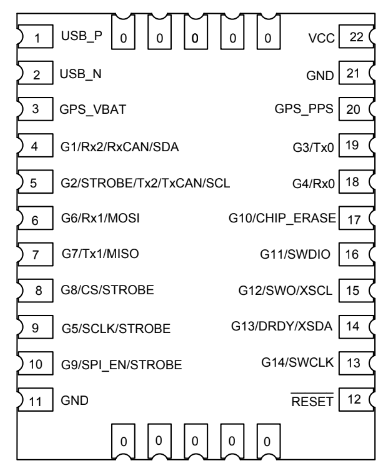 0 0 0 0 0
1 USB_P VCC 22
2 USB_N GND 21
3 GPS_VBAT GPS_PPS 20
4 G1/Rx2/RxCAN/SDA G3/Tx0 19
5 G2/STROBE/Tx2/TxCAN/SCL G4/Rx0 18
6 G6/Rx1/MOSI G10/CHIP_ERASE 17
7 G7/Tx1/MISO G11/SWDIO 16
8 G8/CS/STROBE G12/SWO/XSCL 15
9 G5/SCLK/STROBE G13/DRDY/XSDA 14
10 G9/SPI_EN/STROBE G14/SWCLK 13
11 GND RESET 12
0 0 0 0 0